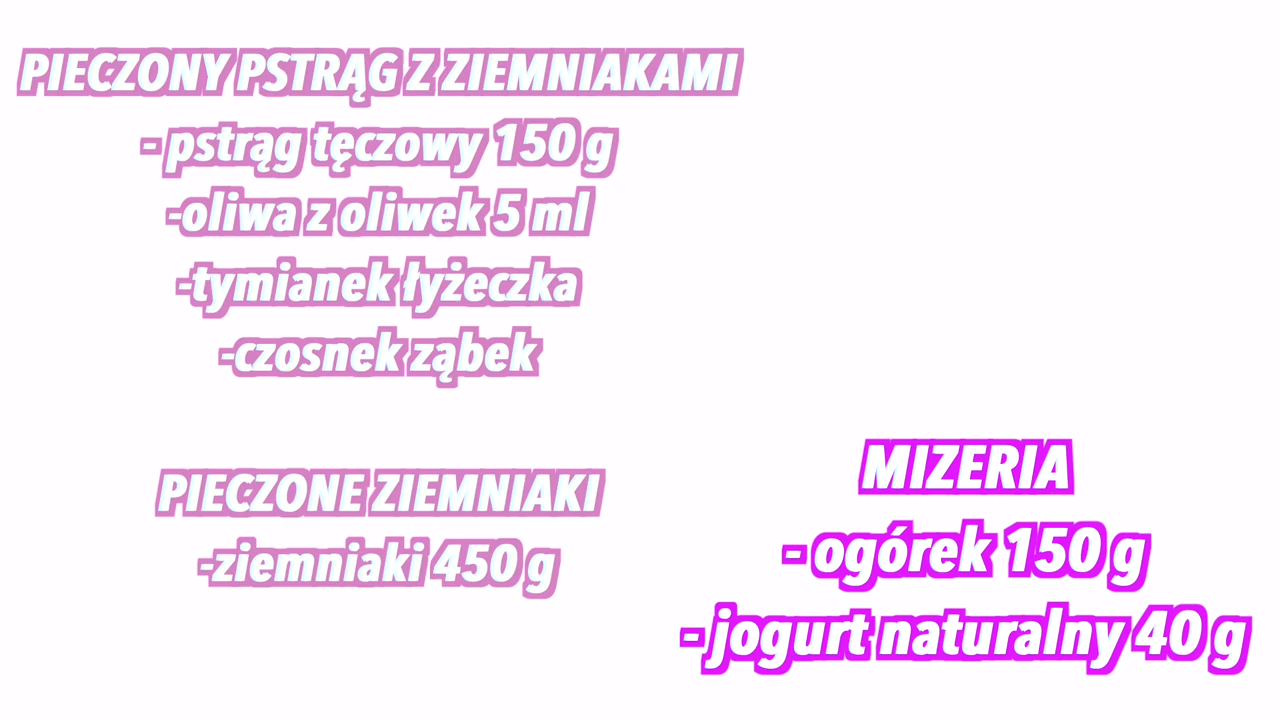 PIECZONY PSTRĄG Z ZIEMNIAKAMI
- pstrąg tęczowy 150 g
-oliwa z oliwek 5 ml
-tymianek łyżeczka
-czosnek ząbek
PIECZONE ZIEMNIAKI
-ziemniaki 450 g
MIZERIA
- ogórek 150 g
- jogurt naturalny 40 g